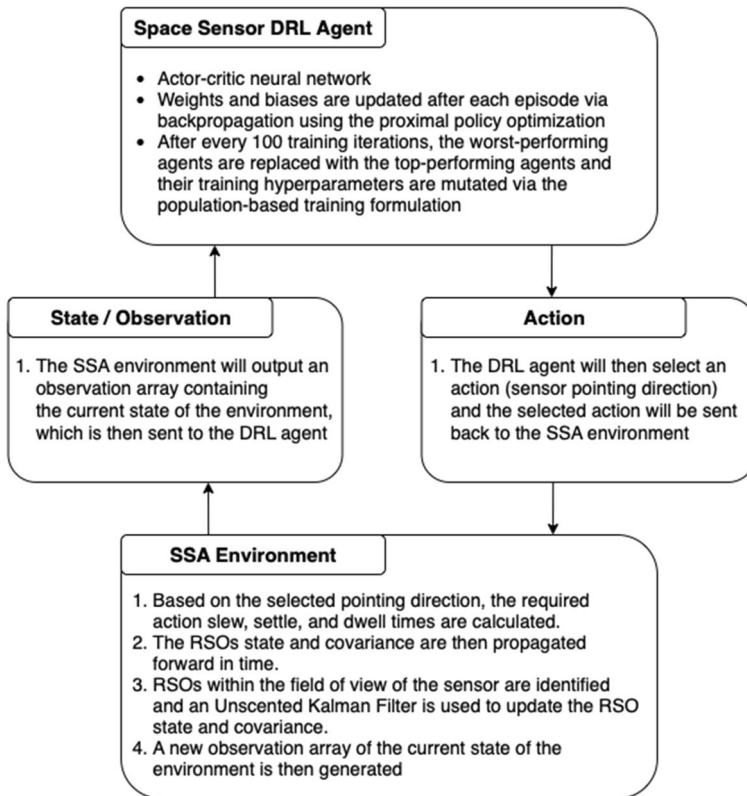 Space Sensor DRL Agent
• Actor-critic neural network
• Weights and biases are updated after each episode via
backpropagation using the proximal policy optimization
• After every 100 training iterations, the worst-performing
agents are replaced with the top-performing agents and
their training hyperparameters are mutated via the
population-based training formulation
State / Observation
1. The SSA environment will output an
observation array containing
the current state of the environment,
which is then sent to the DRL agent
Action
1. The DRL agent will then select an
action (sensor pointing direction)
and the selected action will be sent
back to the SSA environment
SSA Environment
1. Based on the selected pointing direction, the required
action slew, settle, and dwell times are calculated.
2. The RSOs state and covariance are then propagated
forward in time.
3. RSOs within the field of view of the sensor are identified
and an Unscented Kalman Filter is used to update the RSO
state and covariance.
4. A new observation array of the current state of the
environment is then generated